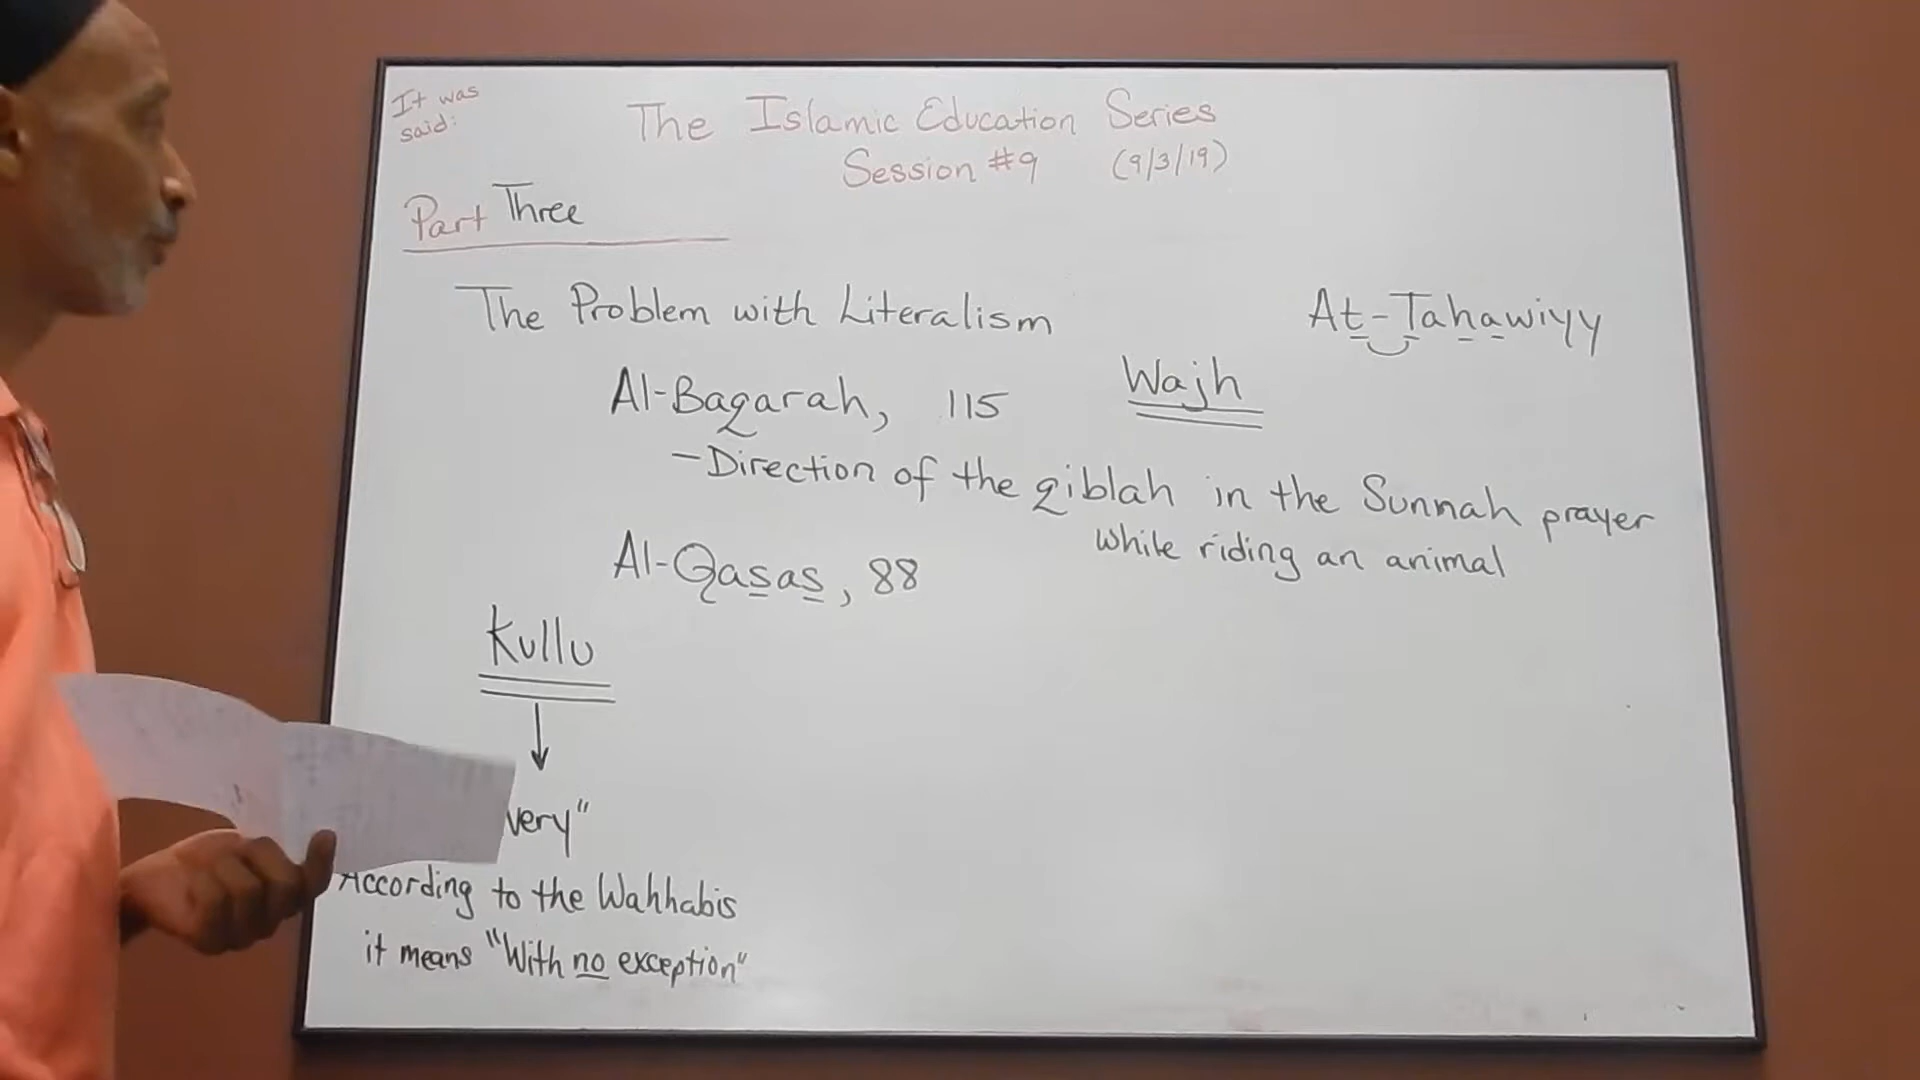 It was
said:
The Islamic Education Series
Session #9 (9/3/19)
Part Three
The Problem with Literalism
At-Tahawiyy
Al-Baqarah, 115
Wajh
-Direction of the qiblah in the Sunnah prayer
while riding an animal
Al-Qasas, 88
Kullu
very"
According to the Wahhabis
it means "With no exception"